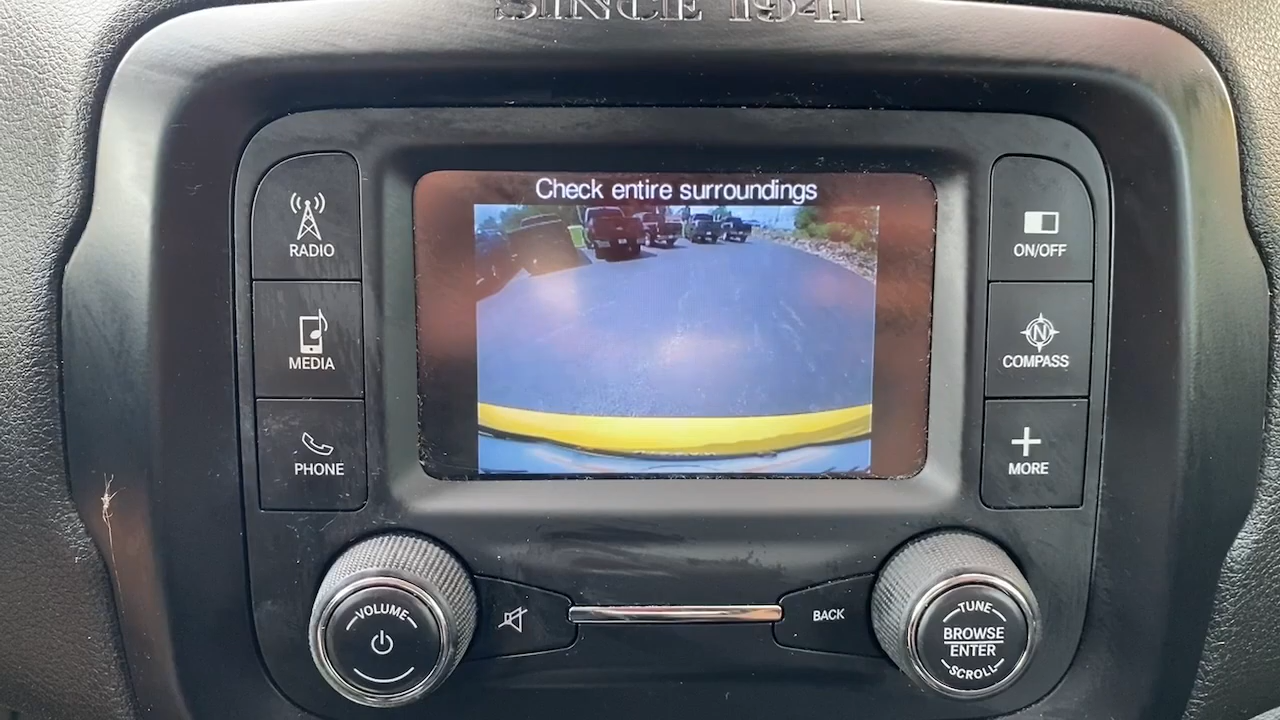 SINCE 1941
Check entire surroundings
RADIO
MEDIA
PHONE
ON/OFF
N
COMPASS
MORE
VOLUME
BACK
TUNE
BROWSE
ENTER
SCROLL